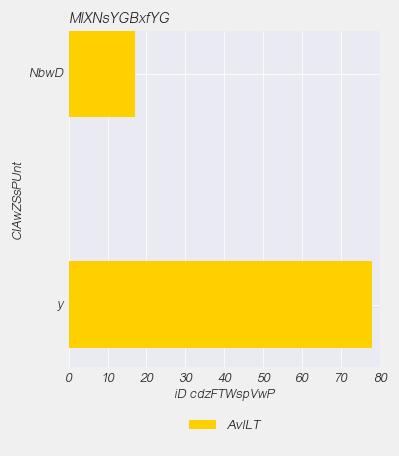 MlXNsYGBxfYG
NbwD
ClAwZSsPUnt
y
0 10 20 30 40 50 60 70 80
iD cdzFTWspVwP
AvlLT